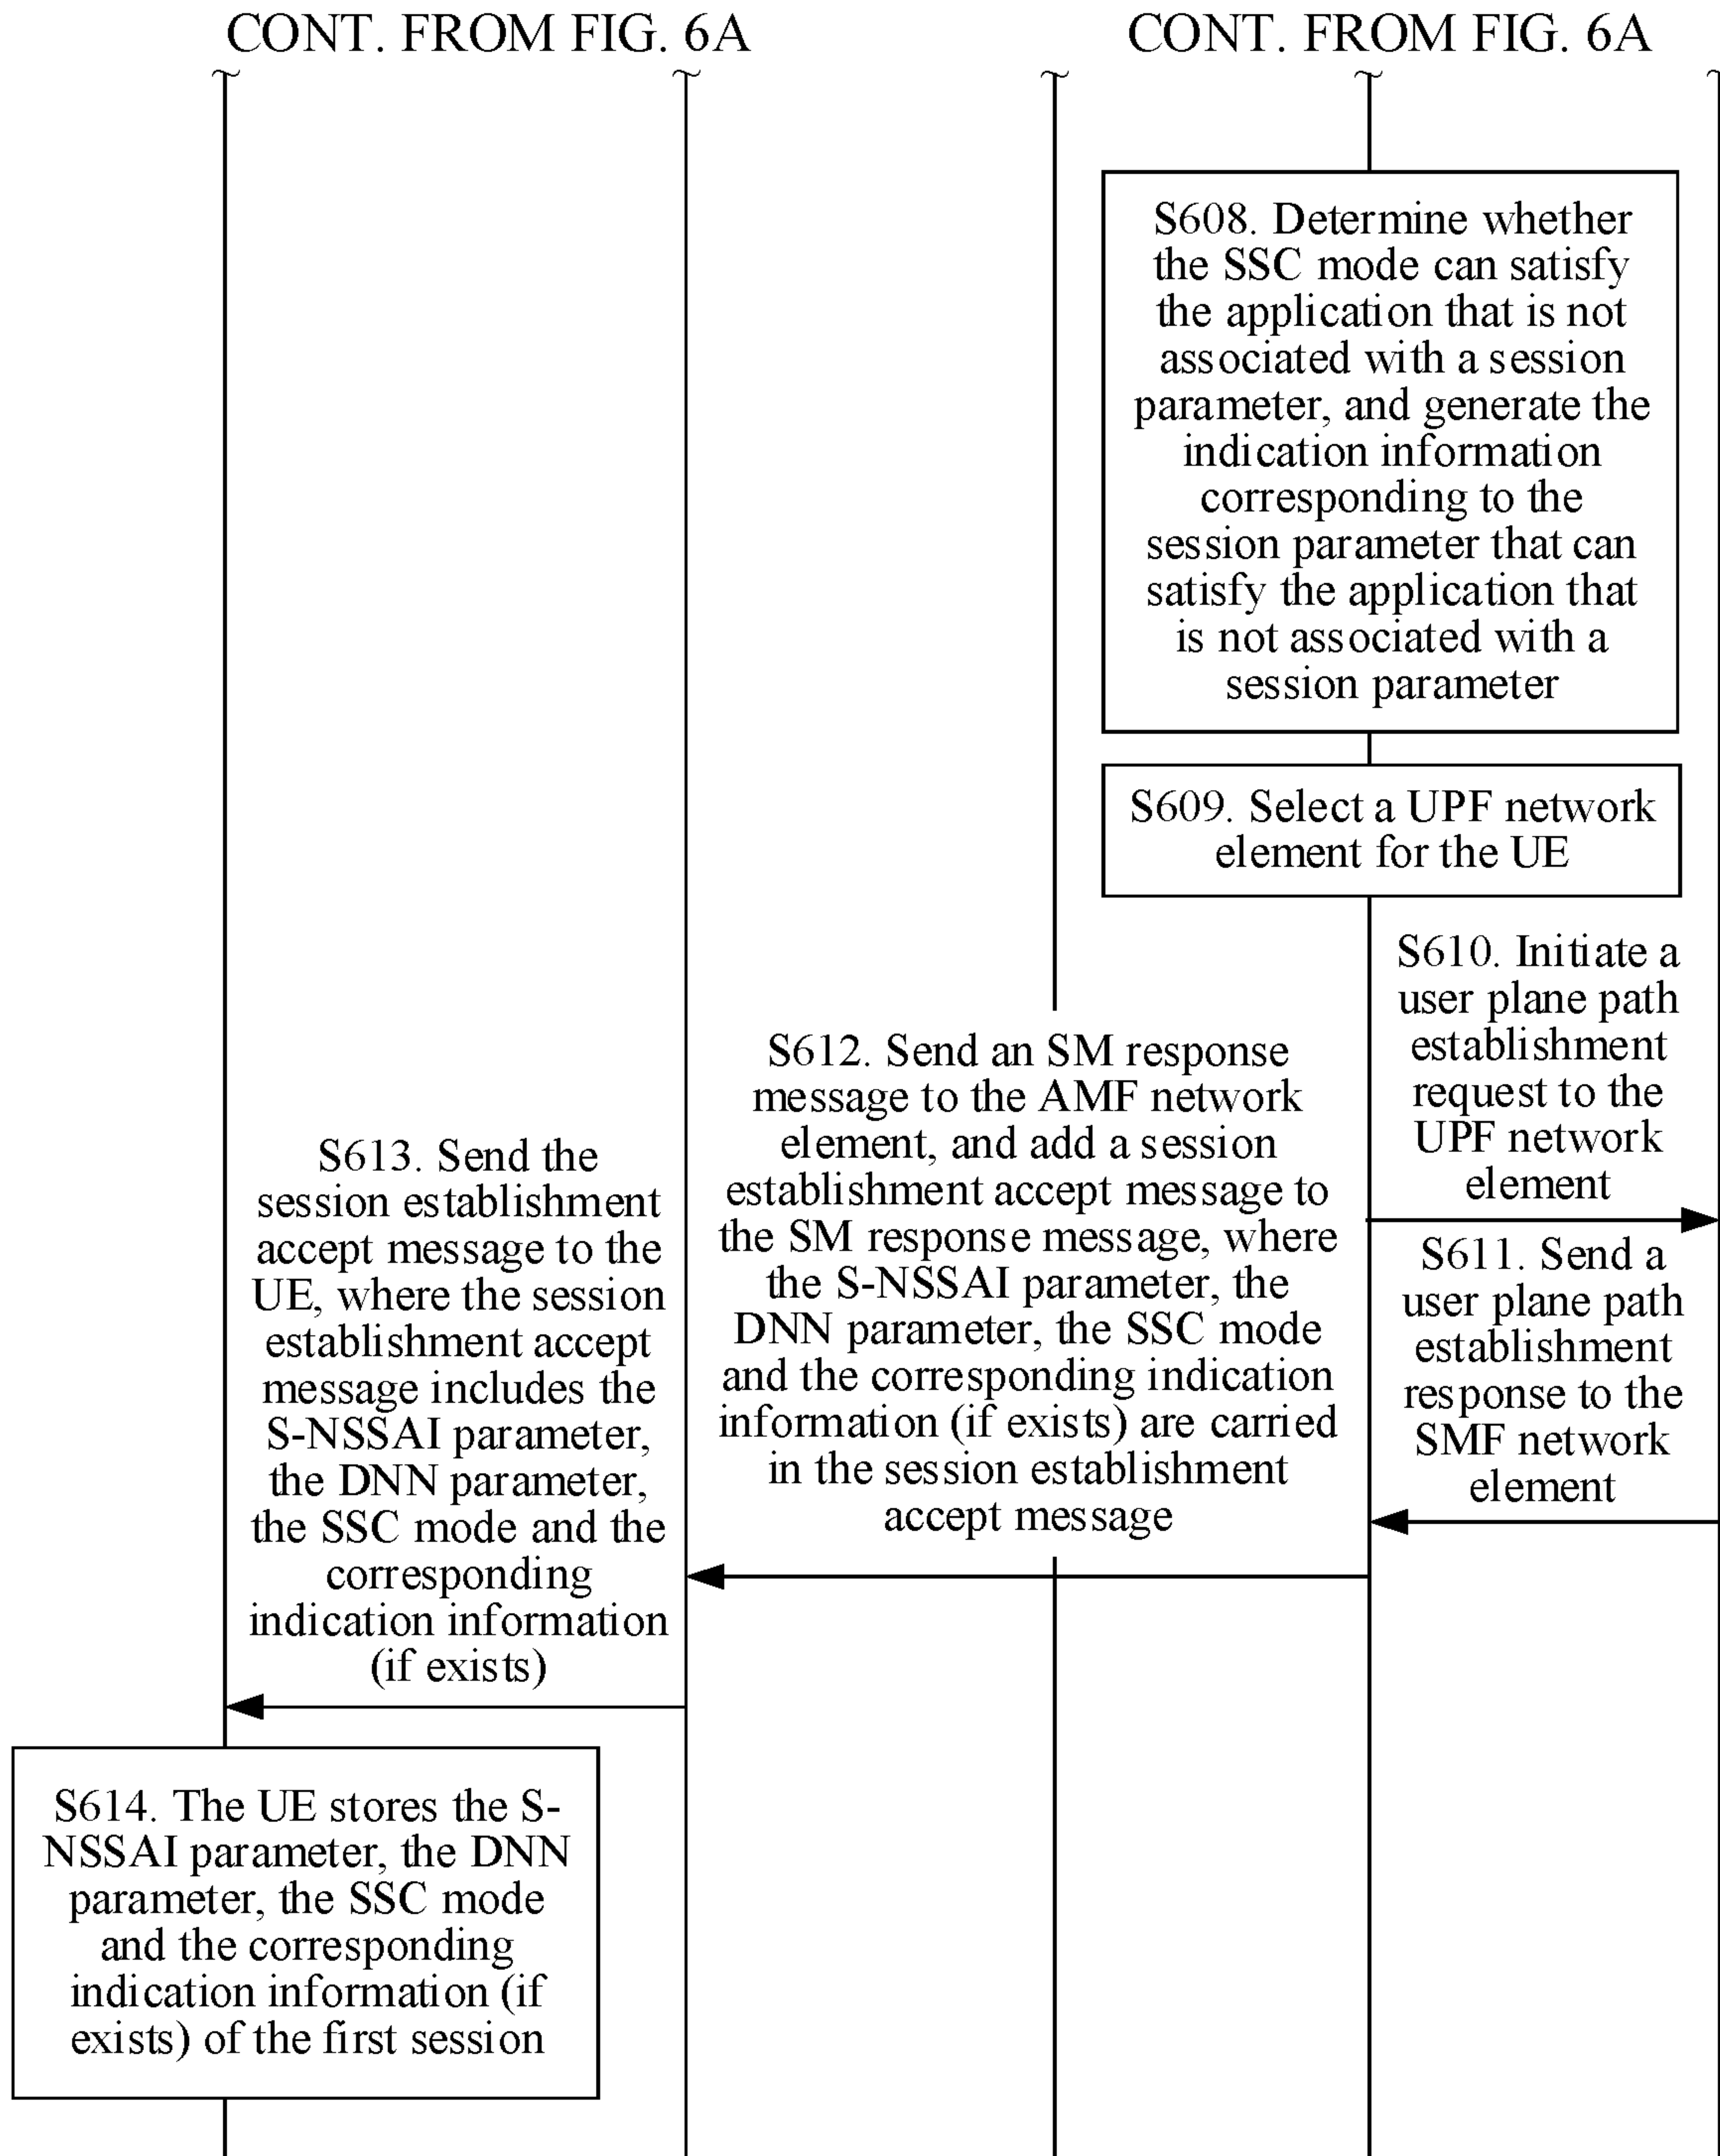 CONT. FROM FIG. 6A
CONT. FROM FIG. 6A
S608. Determine whether
the SSC mode can satisfy
the application that is not
associated with a session
parameter, and generate the
indication information
corresponding to the
session parameter that can
satisfy the application that
is not associated with a
session parameter
S609. Select a UPF network
element for the UE
S610. Initiate a
user plane path
establishment
request to the
UPF network
element
S611. Send a
user plane path
establishment
response to the
SMF network
element
S612. Send an SM response
message to the AMF network
element, and add a session
establishment accept message to
the SM response message, where
the S-NSSAI parameter, the
DNN parameter, the SSC mode
and the corresponding indication
information (if exists) are carried
in the session establishment
accept message
S613. Send the
session establishment
accept message to the
UE, where the session
establishment accept
message includes the
S-NSSAI parameter,
the DNN parameter,
the SSC mode and the
corresponding
indication information
(if exists)
S614. The UE stores the S-
NSSAI parameter, the DNN
parameter, the SSC mode
and the corresponding
indication information (if
exists) of the first session